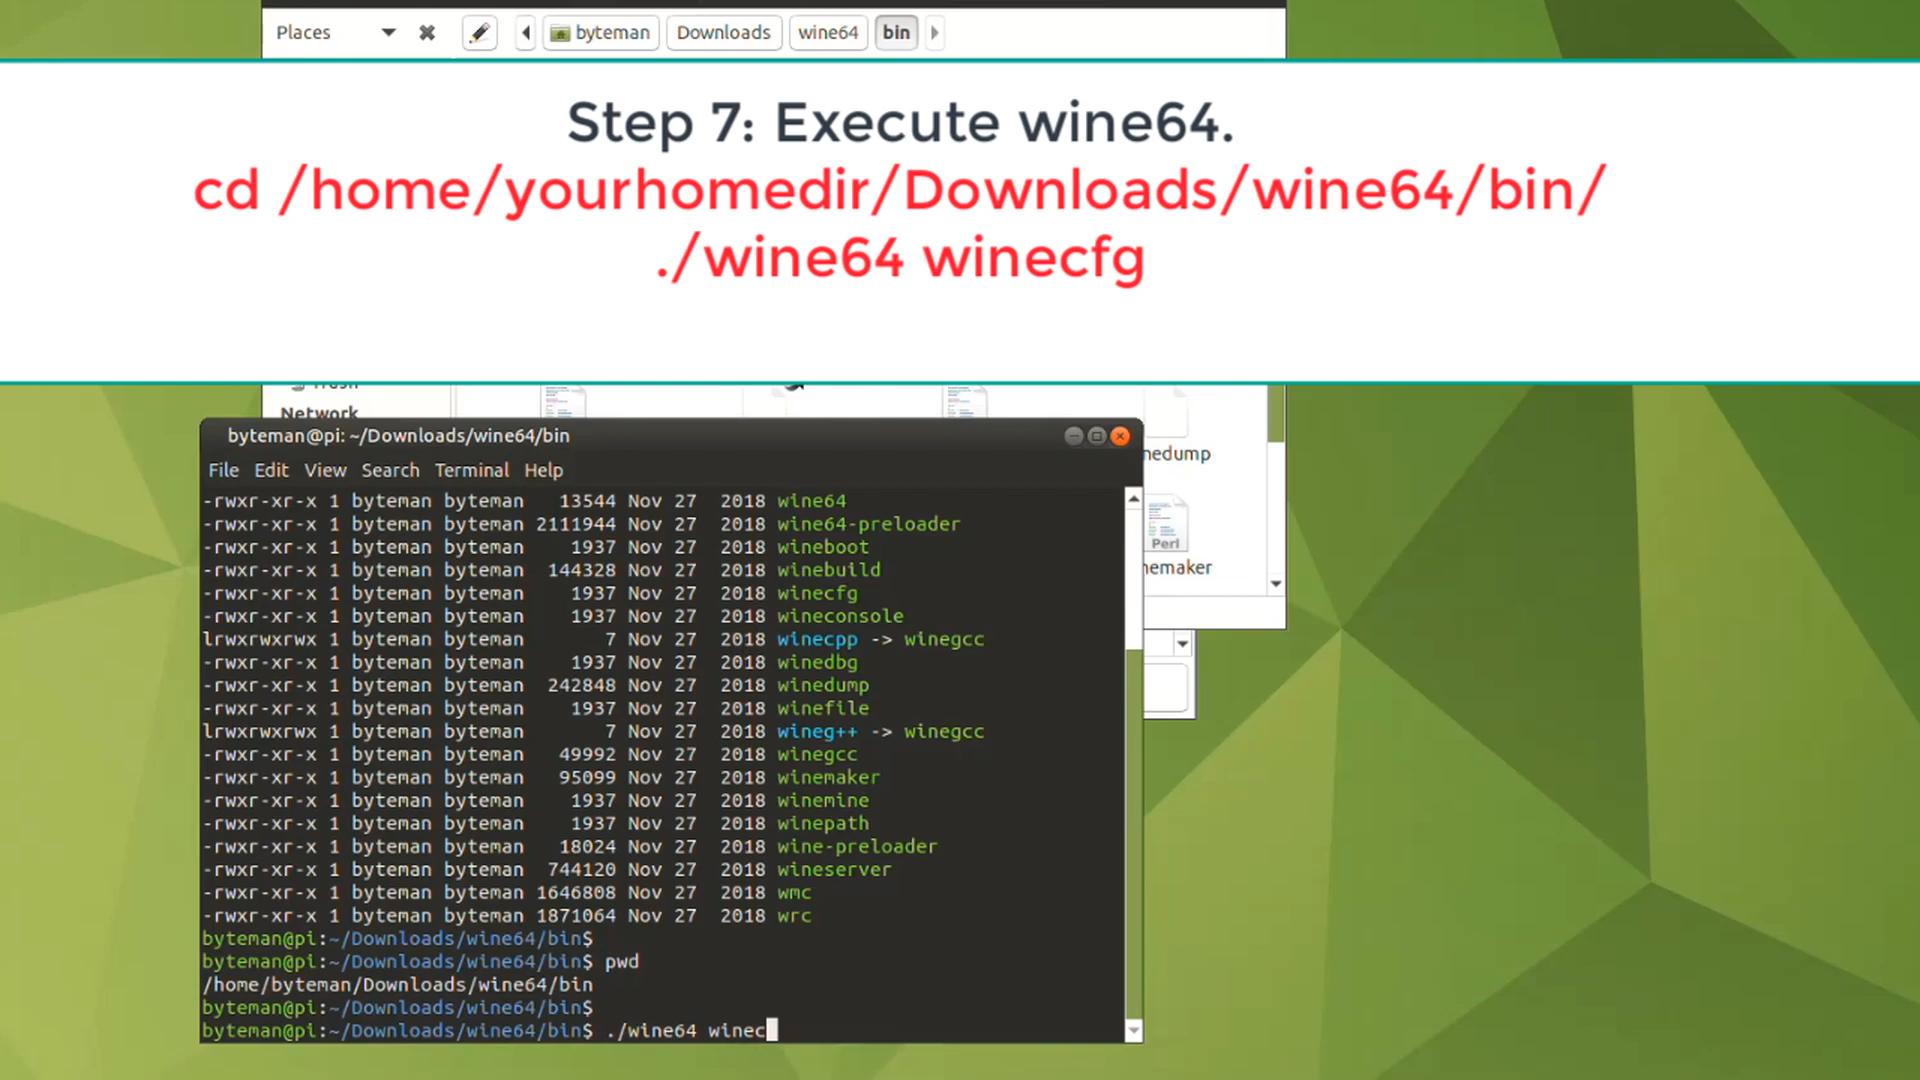 Places byteman Downloads wine64 bin
Step 7: Execute wine64.
cd /home/yourhomedir/Downloads/wine64/bin/
./wine64 winecfg
Trash
Network
nedump
Perl
nemaker
byteman@pi: ~/Downloads/wine64/bin
File Edit View Search Terminal Help
-rwxr-xr-x 1 byteman byteman   13544 Nov 27  2018 wine64
-rwxr-xr-x 1 byteman byteman 2111944 Nov 27  2018 wine64-preloader
-rwxr-xr-x 1 byteman byteman    1937 Nov 27  2018 wineboot
-rwxr-xr-x 1 byteman byteman  144328 Nov 27  2018 winebuild
-rwxr-xr-x 1 byteman byteman    1937 Nov 27  2018 winecfg
-rwxr-xr-x 1 byteman byteman    1937 Nov 27  2018 wineconsole
lrwxrwxrwx 1 byteman byteman       7 Nov 27  2018 winecpp -> winegcc
-rwxr-xr-x 1 byteman byteman    1937 Nov 27  2018 winedbg
-rwxr-xr-x 1 byteman byteman  242848 Nov 27  2018 winedump
-rwxr-xr-x 1 byteman byteman    1937 Nov 27  2018 winefile
lrwxrwxrwx 1 byteman byteman       7 Nov 27  2018 wineg++ -> winegcc
-rwxr-xr-x 1 byteman byteman   49992 Nov 27  2018 winegcc
-rwxr-xr-x 1 byteman byteman   95099 Nov 27  2018 winemaker
-rwxr-xr-x 1 byteman byteman    1937 Nov 27  2018 winemine
-rwxr-xr-x 1 byteman byteman    1937 Nov 27  2018 winepath
-rwxr-xr-x 1 byteman byteman   18024 Nov 27  2018 wine-preloader
-rwxr-xr-x 1 byteman byteman  744120 Nov 27  2018 wineserver
-rwxr-xr-x 1 byteman byteman 1646808 Nov 27  2018 wmc
-rwxr-xr-x 1 byteman byteman 1871064 Nov 27  2018 wrc
byteman@pi:~/Downloads/wine64/bin$
byteman@pi:~/Downloads/wine64/bin$ pwd
/home/byteman/Downloads/wine64/bin
byteman@pi:~/Downloads/wine64/bin$
byteman@pi:~/Downloads/wine64/bin$ ./wine64 winec